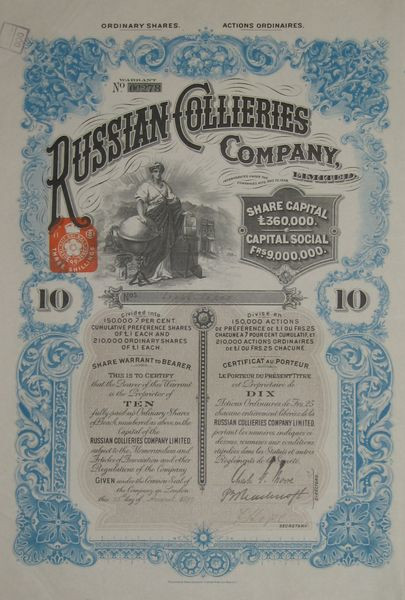 ORDINARY SHARES. ACTIONS ORDINAIRES.
WARRANT
No 00278
RUSSIAN COLLIERIES
COMPANY,
LIMITED.
INCORPORATED UNDER THE
SHARE CAPITAL
£360,000.
CAPITAL SOCIAL
FRS 9,000,000.
THREE SHILLINGS
10
10
NOS
Divided into
150,000 7 PER CENT.
CUMULATIVE PREFERENCE SHARES
OF £1 EACH AND
210,000 ORDINARY SHARES
OF £1 EACH.
SHARE WARRANT TO BEARER.
THIS IS TO CERTIFY
that the Bearer of this Warrant
is the Proprietor of
TEN
fully paid up Ordinary Shares of
£1 each, numbered as above, in the
Capital of the
RUSSIAN COLLIERIES COMPANY LIMITED,
subject to the Memorandum and
Articles of Association and other
Regulations of the Company
GIVEN under the Common Seal of
the Company in London
this day of
Divisé en
150,000 ACTIONS
DE PRÉFÉRENCE DE £1 OU FRS.25
CHACUNE À 7 POUR CENT CUMULATIF, ET
210,000 ACTIONS ORDINAIRES
DE £1 OU FRS.25 CHACUNE.
CERTIFICAT AU PORTEUR
LE PORTEUR DU PRÉSENT TITRE
est Propriétaire de
DIX
Actions Ordinaires de Frs. 25
chacune entièrement libérées de la
RUSSIAN COLLIERIES COMPANY LIMITED,
portant les numéros indiqués ci-
dessus, soumises aux conditions
stipulées dans les Statuts et autres
Règlements de la Société.
DIRECTORS
SECRETARY.